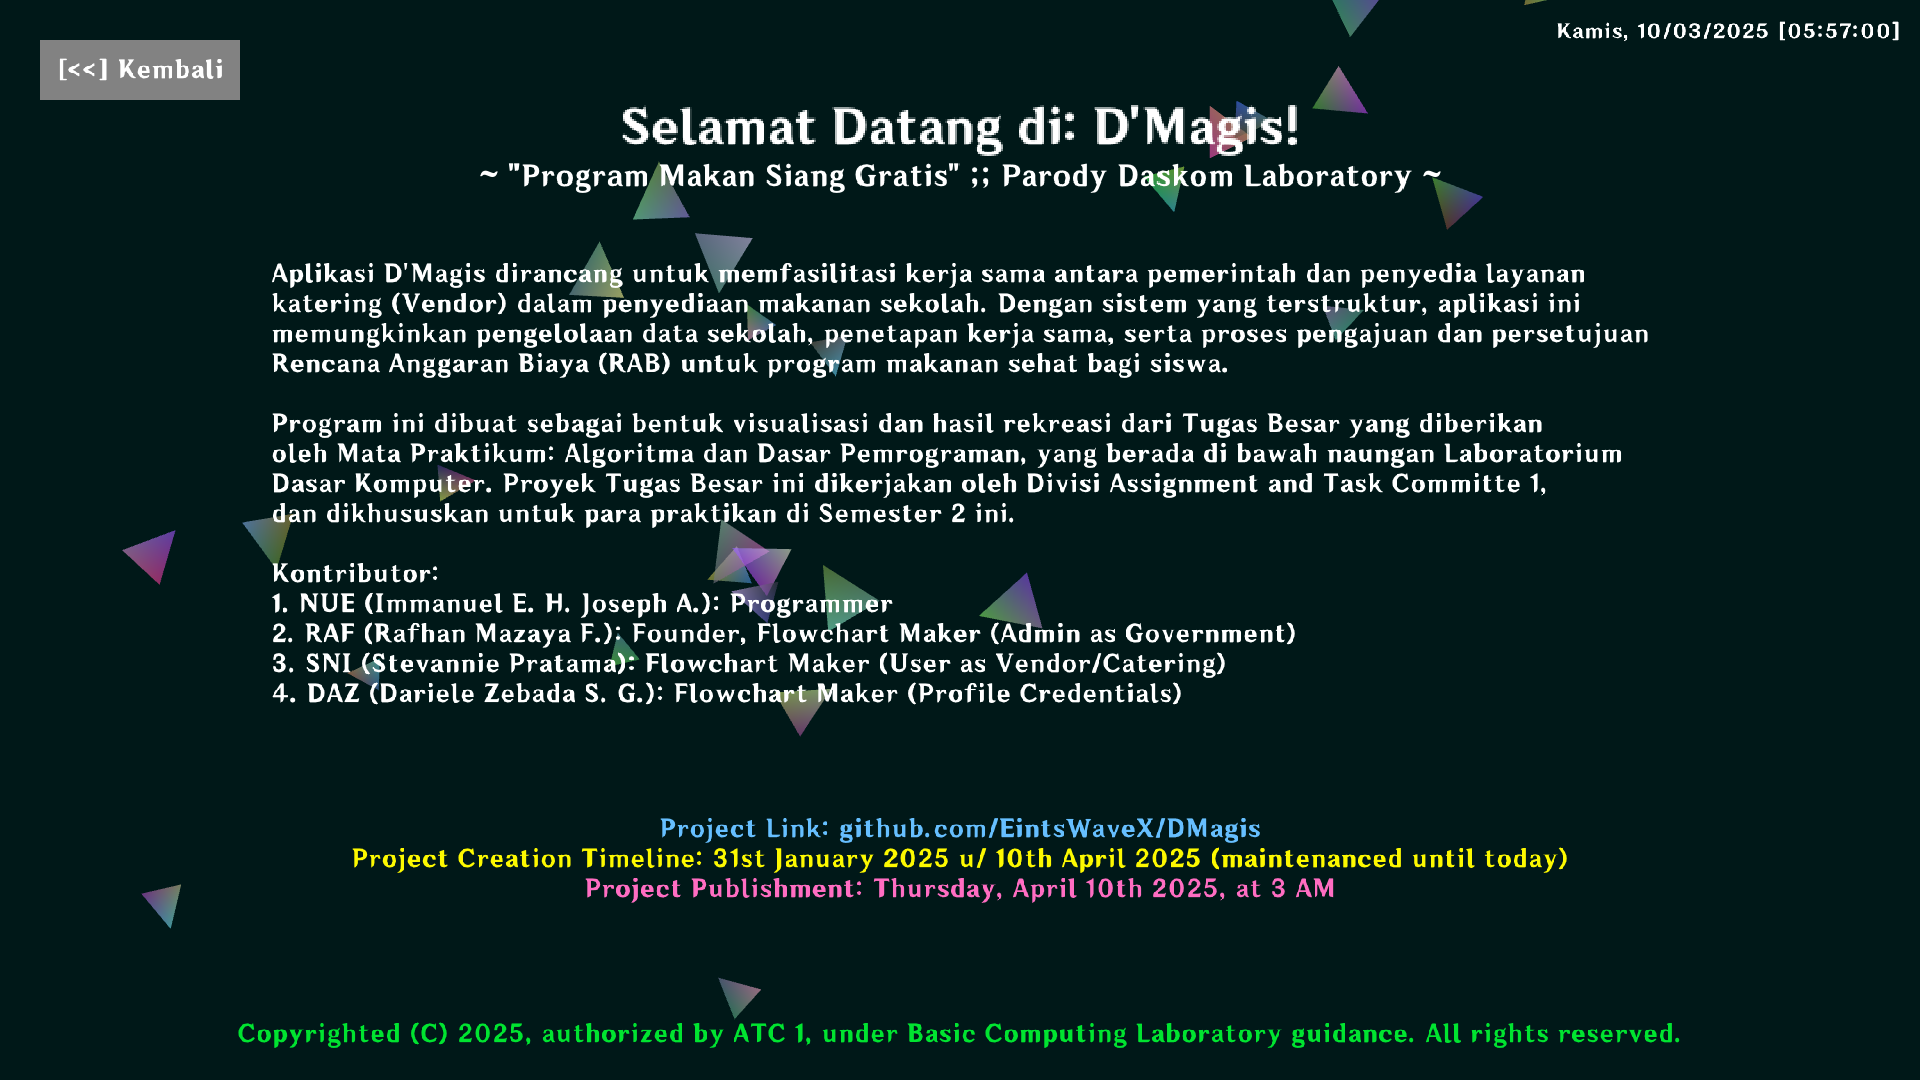 Kamis, 10/03/2025 [05:57:00]
[<<] Kembali
Selamat Datang di: D'Magis!
~ "Program Makan Siang Gratis" ;; Parody Daskom Laboratory ~
Aplikasi D'Magis dirancang untuk memfasilitasi kerja sama antara pemerintah dan penyedia layanan
katering (Vendor) dalam penyediaan makanan sekolah. Dengan sistem yang terstruktur, aplikasi ini
memungkinkan pengelolaan data sekolah, penetapan kerja sama, serta proses pengajuan dan persetujuan
Rencana Anggaran Biaya (RAB) untuk program makanan sehat bagi siswa.
Program ini dibuat sebagai bentuk visualisasi dan hasil rekreasi dari Tugas Besar yang diberikan
oleh Mata Praktikum: Algoritma dan Dasar Pemrograman, yang berada di bawah naungan Laboratorium
Dasar Komputer. Proyek Tugas Besar ini dikerjakan oleh Divisi Assignment and Task Committe 1,
dan dikhususkan untuk para praktikan di Semester 2 ini.
Kontributor:
1. NUE (Immanuel E. H. Joseph A.): Programmer
2. RAF (Rafhan Mazaya F.): Founder, Flowchart Maker (Admin as Government)
3. SNI (Stevannie Pratama): Flowchart Maker (User as Vendor/Catering)
4. DAZ (Dariele Zebada S. G.): Flowchart Maker (Profile Credentials)
Project Link: github.com/EintsWaveX/DMagis
Project Creation Timeline: 31st January 2025 u/ 10th April 2025 (maintenanced until today)
Project Publishment: Thursday, April 10th 2025, at 3 AM
Copyrighted (C) 2025, authorized by ATC 1, under Basic Computing Laboratory guidance. All rights reserved.